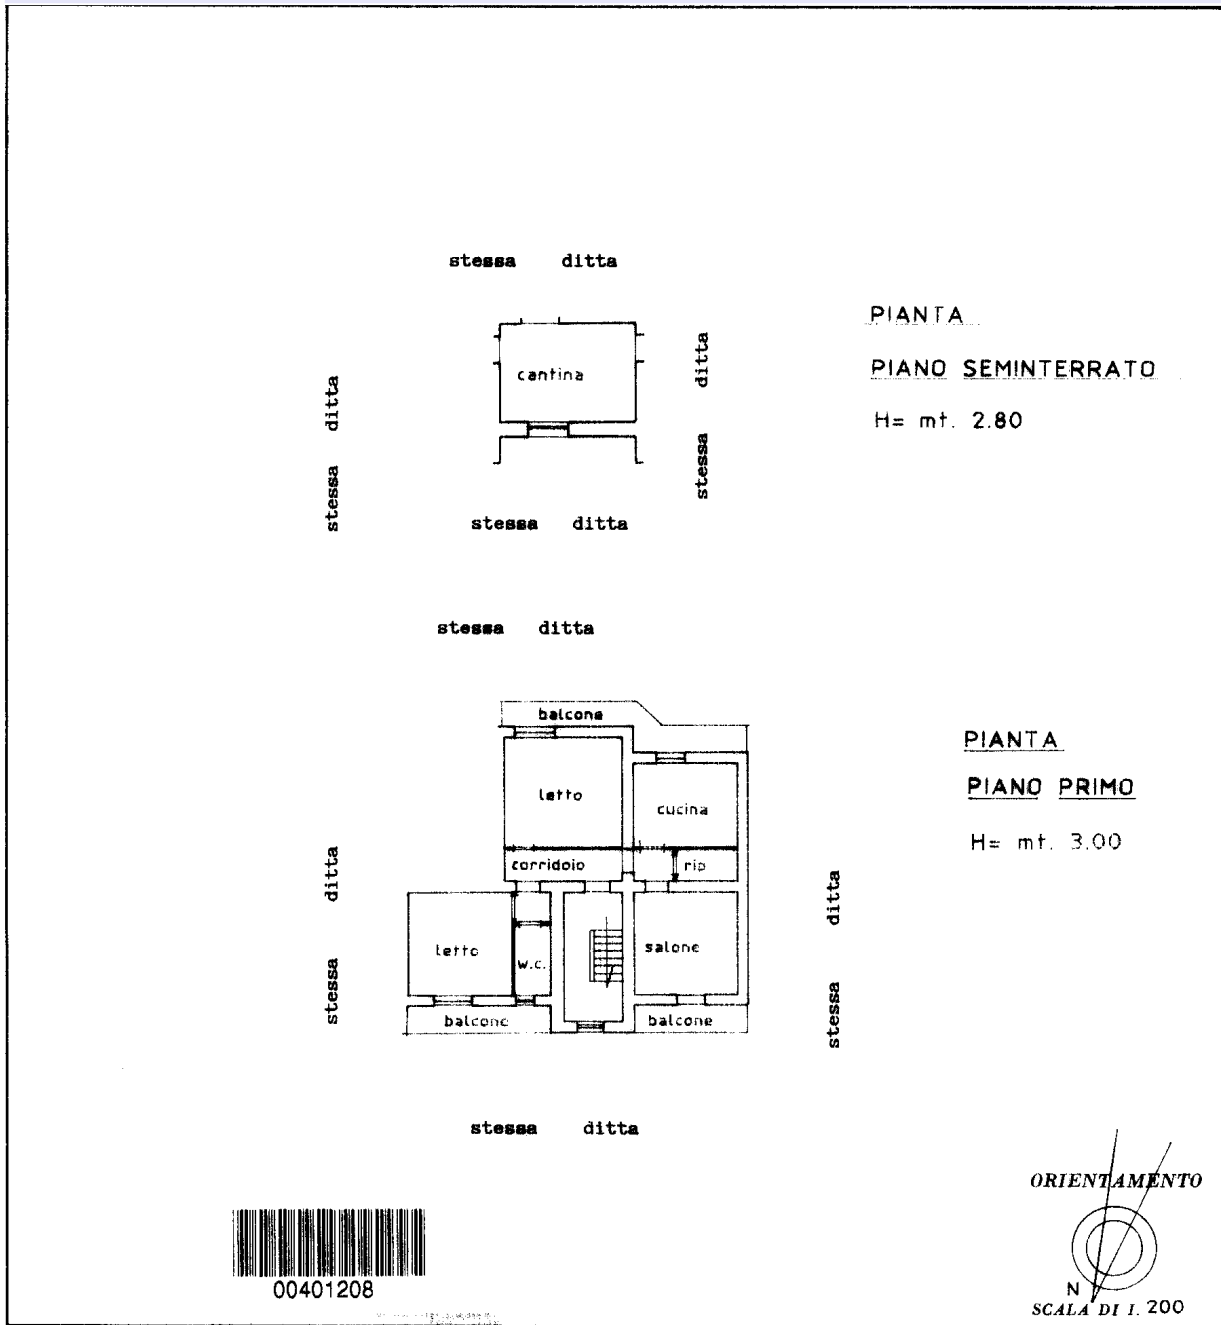 stessa ditta
PIANTA
PIANO SEMINTERRATO
H= mt. 2.80
cantina
stessa ditta
stessa ditta
stessa ditta
stessa ditta
balcone
PIANTA
PIANO PRIMO
H= mt. 3.00
letto
cucina
corridoio
rip
letto
w.c.
salone
balcone
balcone
stessa ditta
stessa ditta
stessa ditta
ORIENTAMENTO
N
SCALA DI 1. 200
00401208